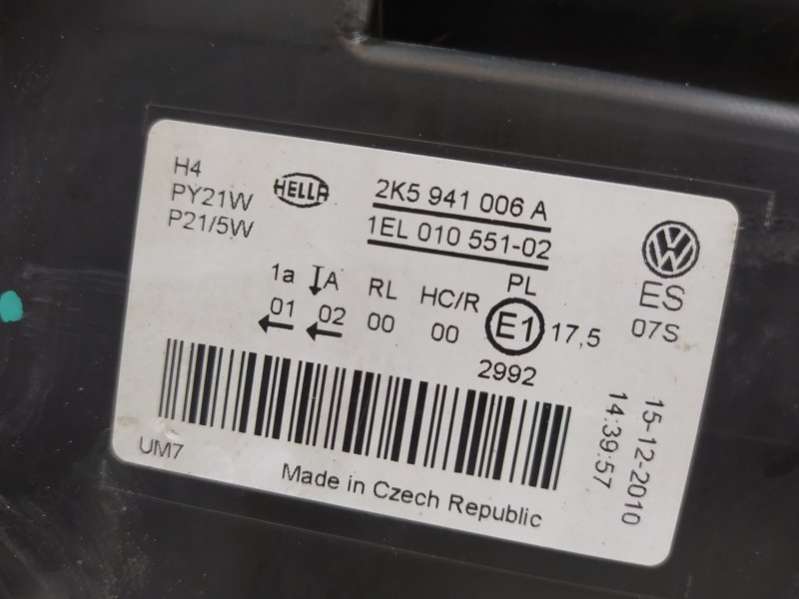 H4
PY21W
P21/5W
HELLA
2K5 941 006 A
1EL 010 551-02
1a
A
RL
HC/R
PL
01
02
00
00
E1
17,5
2992
VW
ES
07S
15-12-2010
14:39:57
UM7
Made in Czech Republic